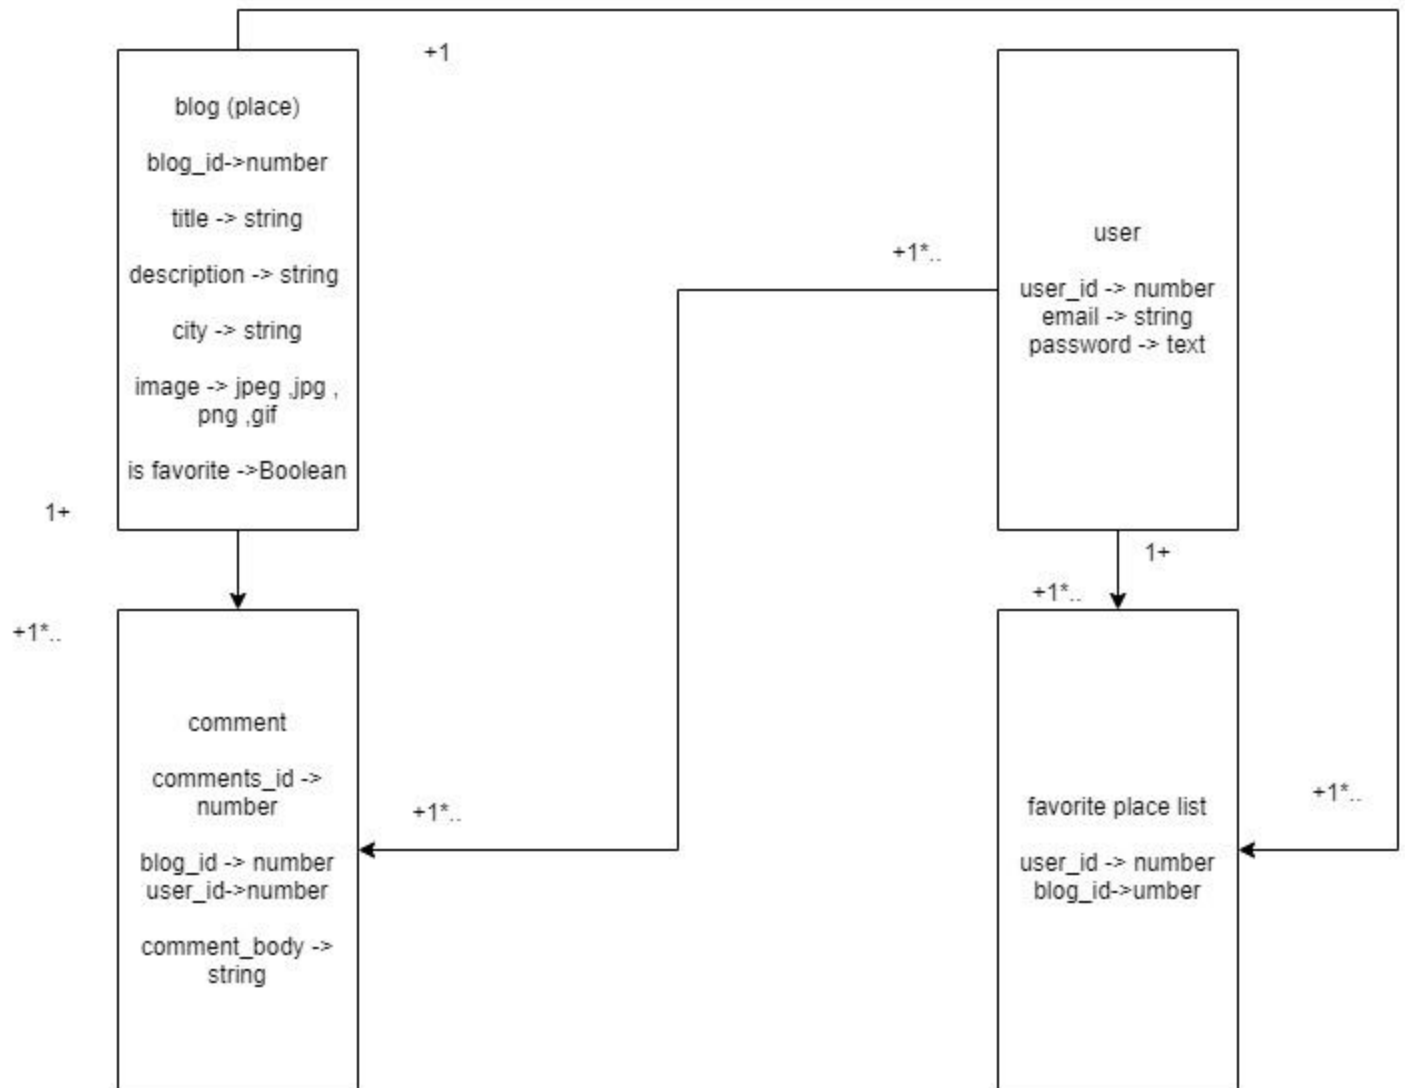 +1
blog (place)
blog_id->number
title -> string
description -> string
city -> string
image -> jpeg ,jpg ,
png ,gif
is favorite ->Boolean
1+
+1*..
user
user_id -> number
email -> string
password -> text
+1*..
1+
+1*..
comment
comments_id ->
number
blog_id -> number
user_id->number
comment_body ->
string
+1*..
favorite place list
user_id -> number
blog_id->umber
+1*..